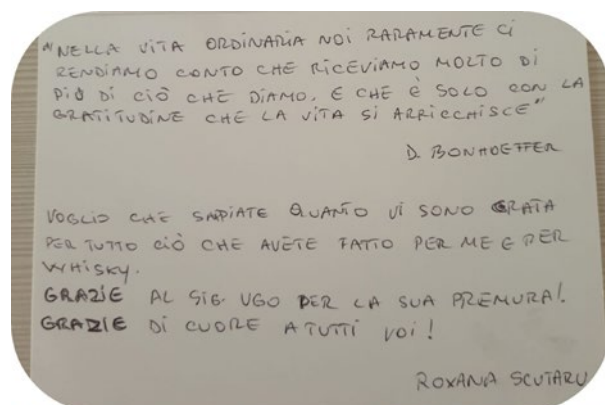 "NELLA VITA ORDINARIA NOI RARAMENTE CI
RENDIAMO CONTO CHE RICEVIAMO MOLTO DI
PIÙ DI CIÒ CHE DIAMO, E CHE È SOLO CON LA
GRATITUDINE CHE LA VITA SI ARRICCHISCE"
D. BONHOEFFER
VOGLIO CHE SAPPIATE QUANTO VI SONO GRATA
PER TUTTO CIÒ CHE AVETE FATTO PER ME E PER
WHISKY.
GRAZIE AL SIG. UGO PER LA SUA PREMURA!
GRAZIE DI CUORE A TUTTI VOI!
ROXANA SCUTARU